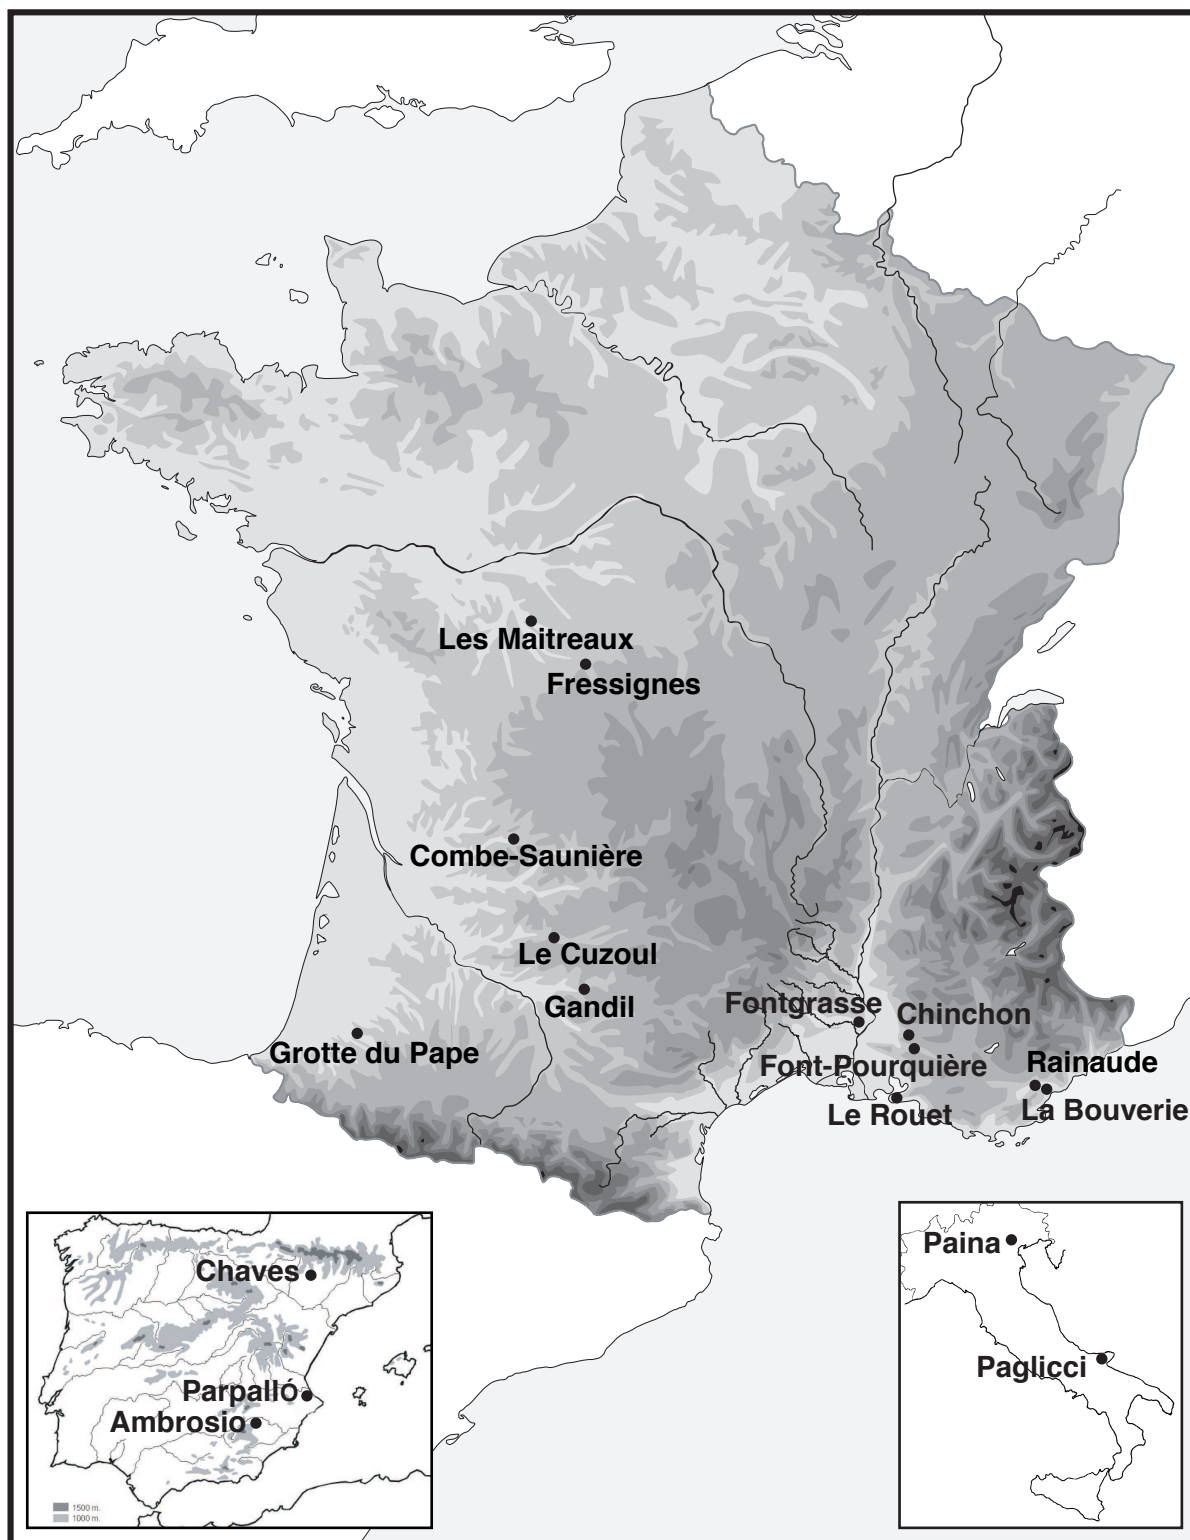 Les Maitreaux
Fressignes
Combe-Saunière
Le Cuzoul
Gandil
Fontgrasse
Chinchon
Grotte du Pape
Font-Pourquière
Rainaude
Le Rouet
La Bouverie
Chaves
Parpalló
Ambrosio
1500 m.
1000 m.
Paina
Paglicci